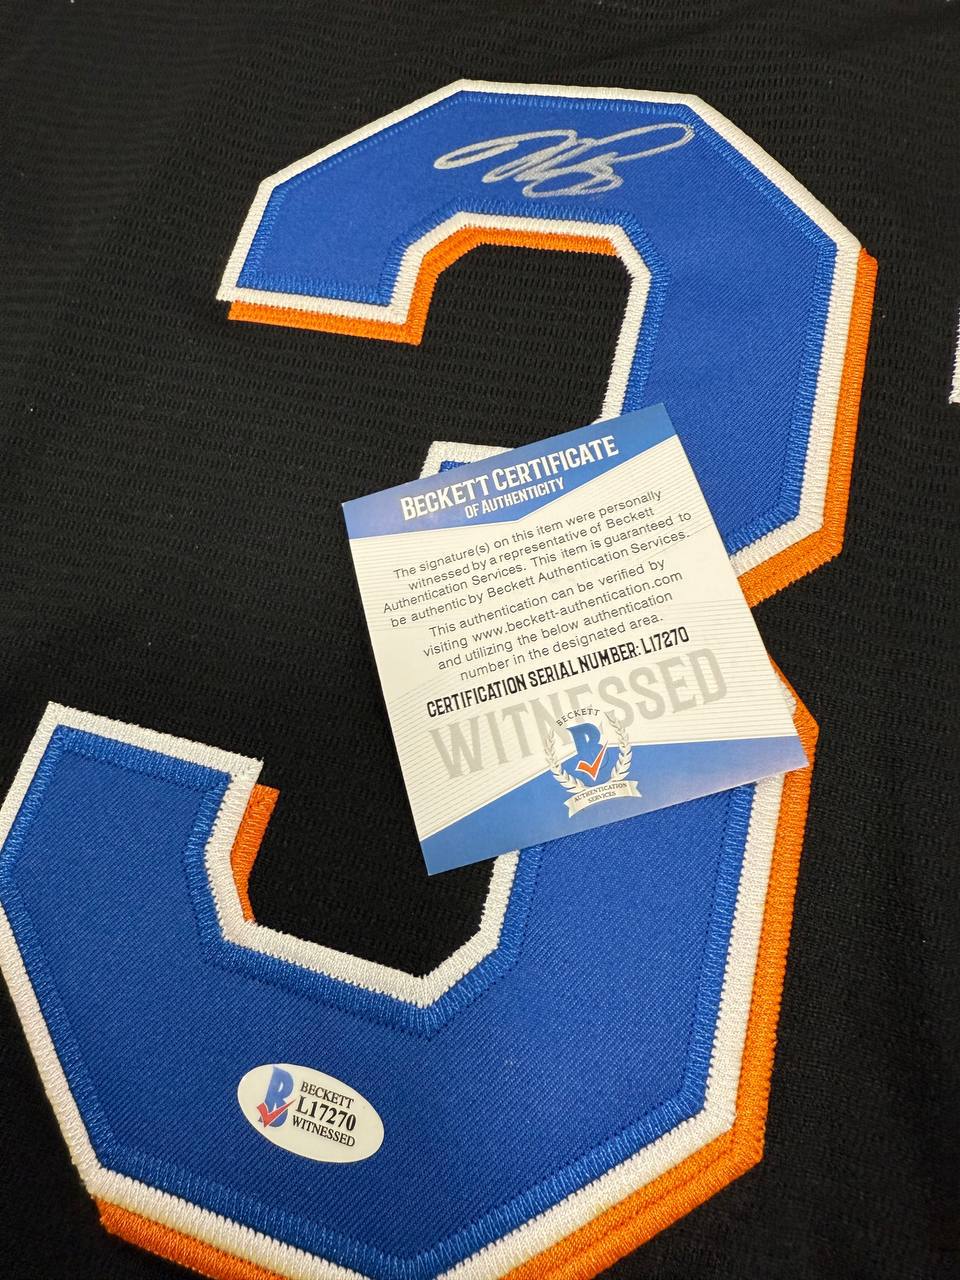 3
BECKETT CERTIFICATE
OF AUTHENTICITY
The signature(s) on this item were personally
witnessed by a representative of Beckett
Authentication Services. This item is guaranteed to
be authentic by Beckett Authentication Services.
This authentication can be verified by
visiting www.beckett-authentication.com
and utilizing the below authentication
number in the designated area.
CERTIFICATION SERIAL NUMBER: L17270
WITNESSED
BECKETT
B
AUTHENTICATION
SERVICES
B
BECKETT
L17270
WITNESSED